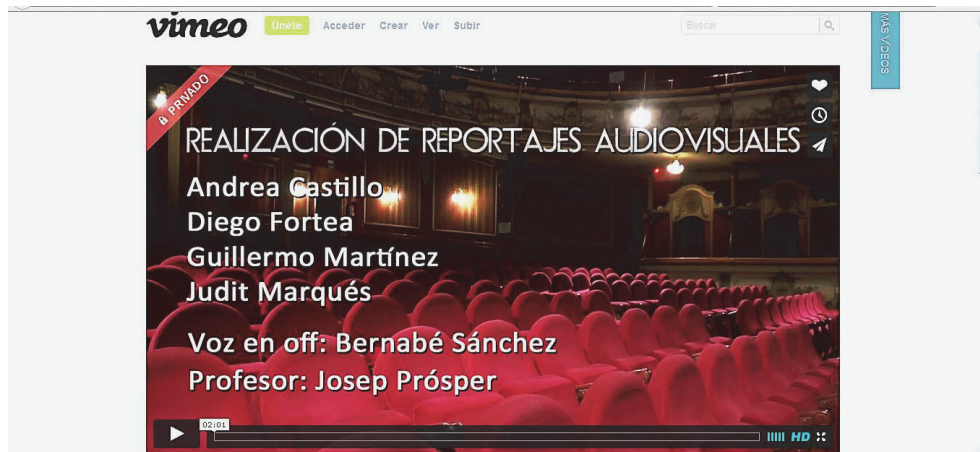 vimeo Únete Acceder Crear Ver Subir Buscar
MÁS VÍDEOS
PRIVADO
REALIZACIÓN DE REPORTAJES AUDIOVISUALES
Andrea Castillo
Diego Fortea
Guillermo Martínez
Judit Marqués
Voz en off: Bernabé Sánchez
Profesor: Josep Prósper
02:01
HD